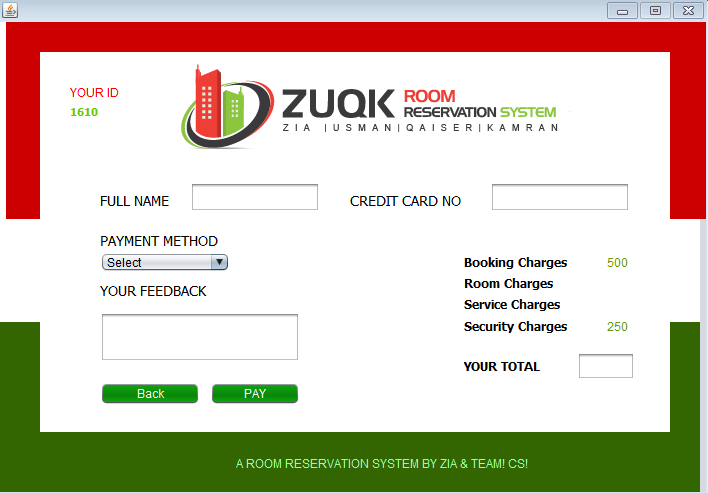 YOUR ID
1610
ZUQK ROOM
RESERVATION SYSTEM
ZIA |USMAN|QAISER|KAMRAN
FULL NAME
CREDIT CARD NO
PAYMENT METHOD
Select
YOUR FEEDBACK
Booking Charges 500
Room Charges
Service Charges
Security Charges 250
YOUR TOTAL
Back
PAY
A ROOM RESERVATION SYSTEM BY ZIA & TEAM! CS!